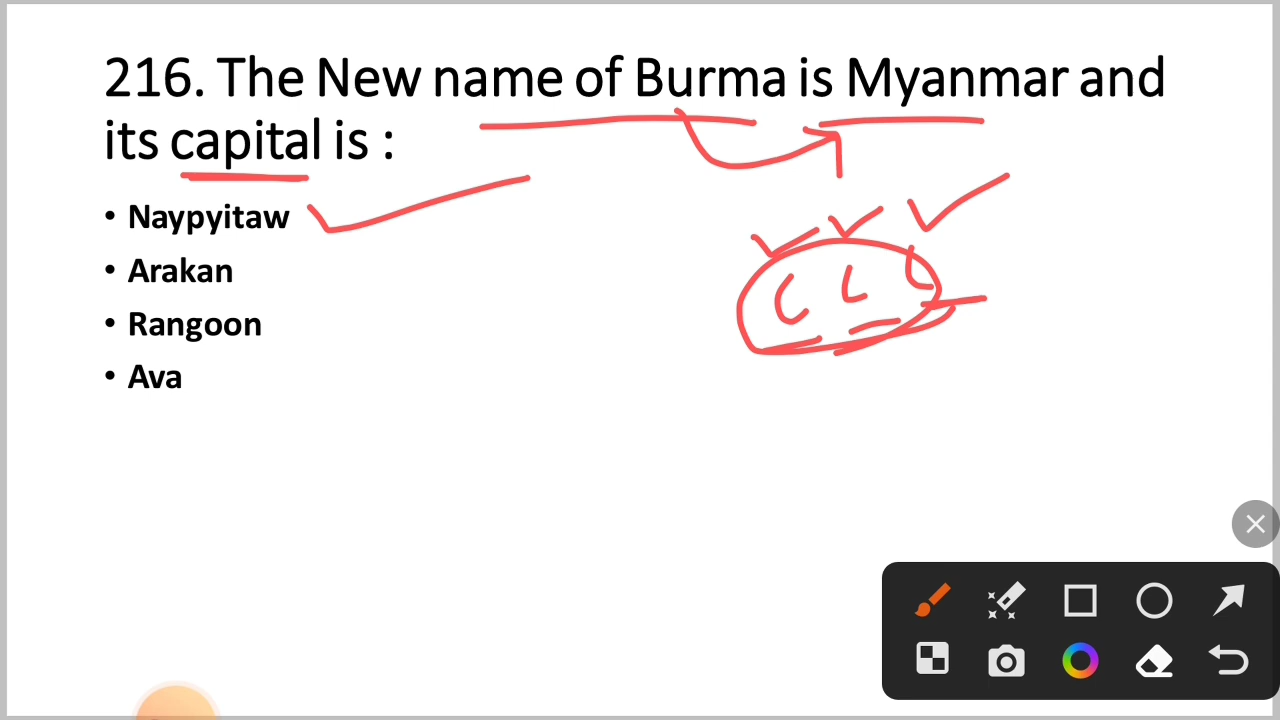 216. The New name of Burma is Myanmar and
its capital is :
• Naypyitaw
• Arakan
• Rangoon
• Ava